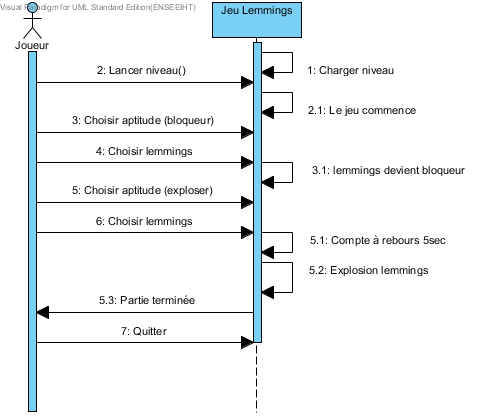 Visual Paradigm for UML Standard Edition(ENSEEIHT)
Jeu Lemmings
Joueur
1: Charger niveau
2: Lancer niveau()
2.1: Le jeu commence
3: Choisir aptitude (bloqueur)
4: Choisir lemmings
3.1: lemmings devient bloqueur
5: Choisir aptitude (exploser)
6: Choisir lemmings
5.1: Compte à rebours 5sec
5.2: Explosion lemmings
5.3: Partie terminée
7: Quitter